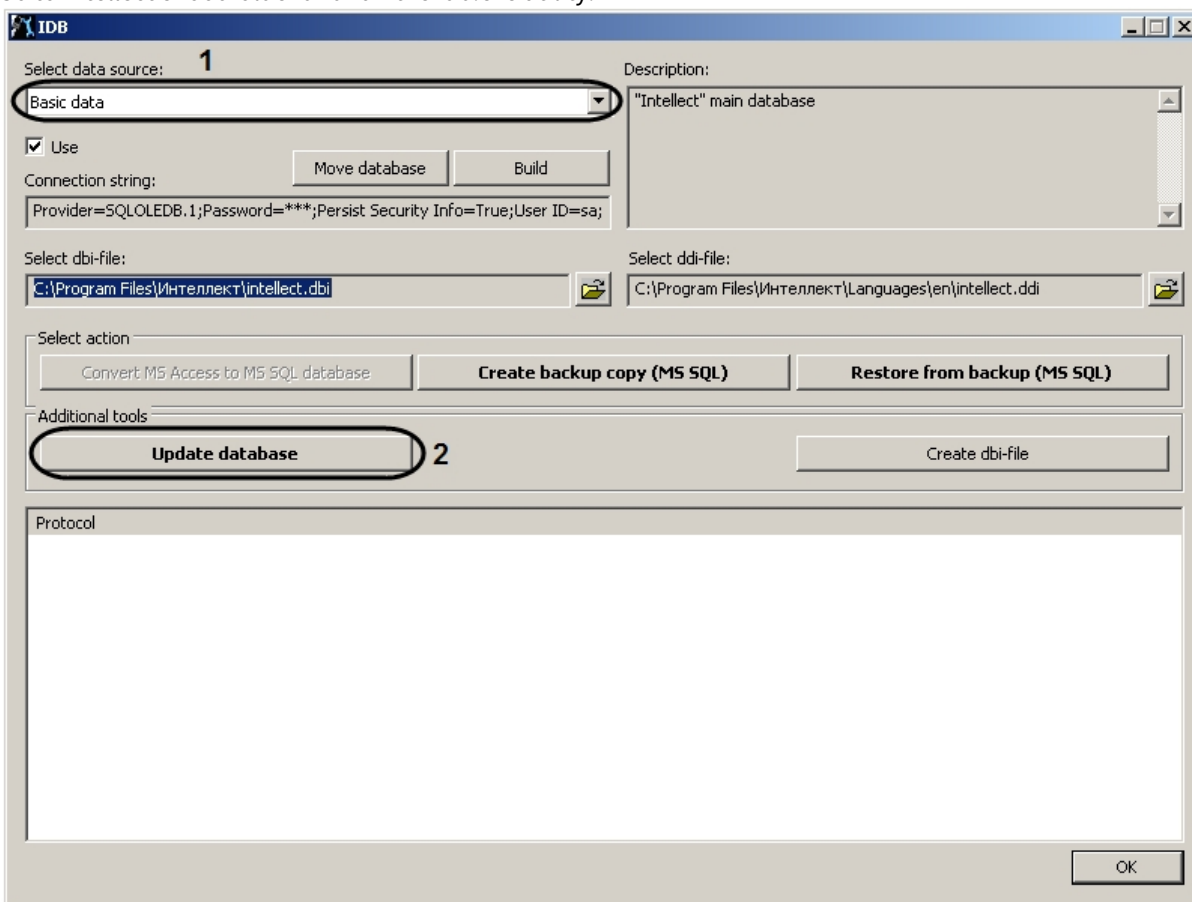 IDB
Select data source:
1
Description:
Basic data
"Intellect" main database
Use
Move database
Build
Connection string:
Provider=SQLOLEDB.1;Password=***;Persist Security Info=True;User ID=sa;
Select dbi-file:
Select ddi-file:
C:\Program Files\Интеллект\intellect.dbi
C:\Program Files\Интеллект\Languages\en\intellect.ddi
Select action
Convert MS Access to MS SQL database
Create backup copy (MS SQL)
Restore from backup (MS SQL)
Additional tools
Update database
2
Create dbi-file
Protocol
OK